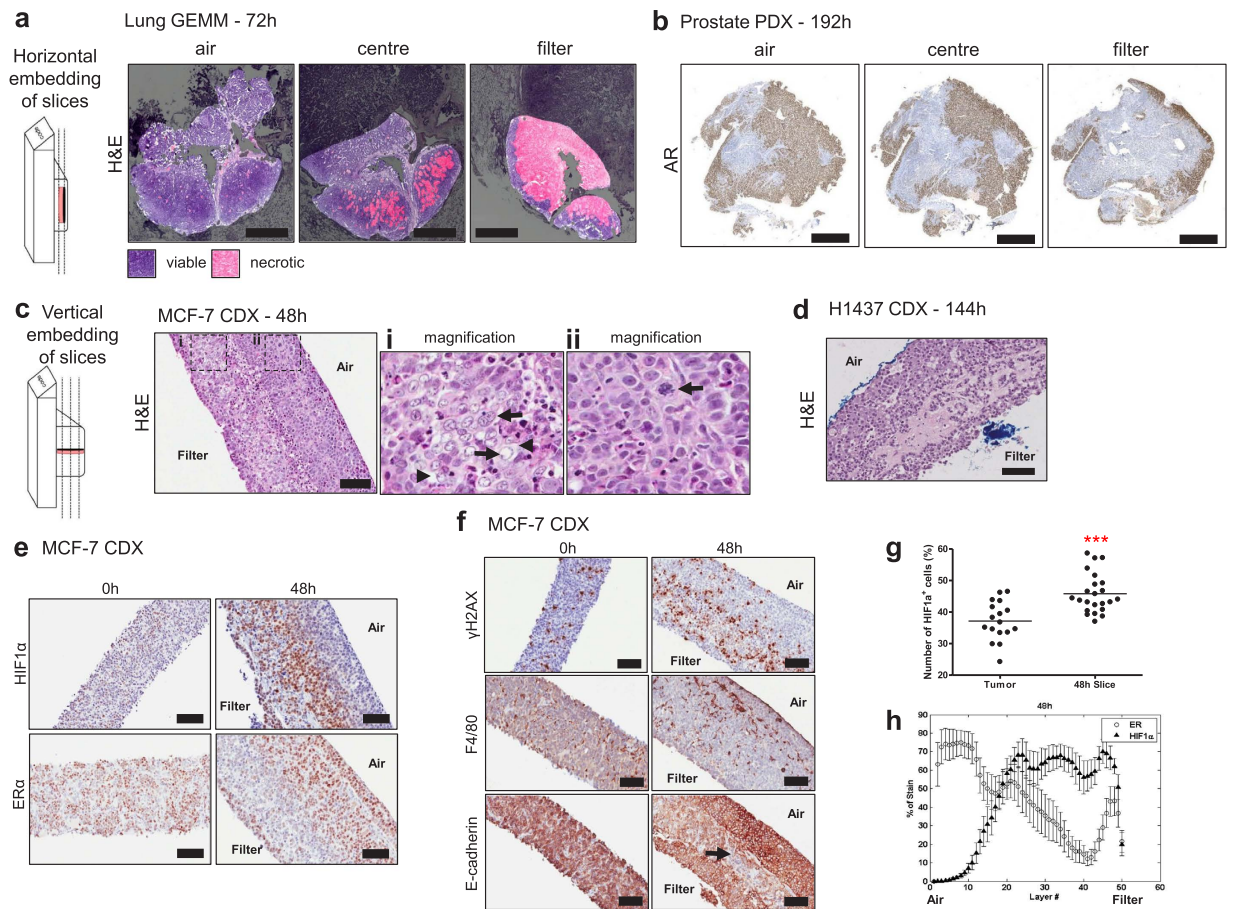 a
Lung GEMM - 72h
Horizontal
embedding
of slices
air
centre
filter
H&E
code
viable
necrotic
b
Prostate PDX - 192h
air
centre
filter
AR
c
Vertical
embedding
of slices
code
MCF-7 CDX - 48h
H&E
i
ii
Air
Filter
i
magnification
ii
magnification
d
H1437 CDX - 144h
H&E
Air
Filter
e
MCF-7 CDX
0h
48h
HIF1α
Air
Filter
ERα
Air
Filter
f
MCF-7 CDX
0h
48h
γH2AX
Air
Filter
F4/80
Air
Filter
E-cadherin
Air
Filter
g
***
Number of HIF1a+ cells (%)
60
50
40
30
20
Tumor
48h Slice
h
48h
ER
HIF1α
% of Stain
90
80
70
60
50
40
30
20
10
0
0
10
20
30
40
50
60
Air
Layer #
Filter